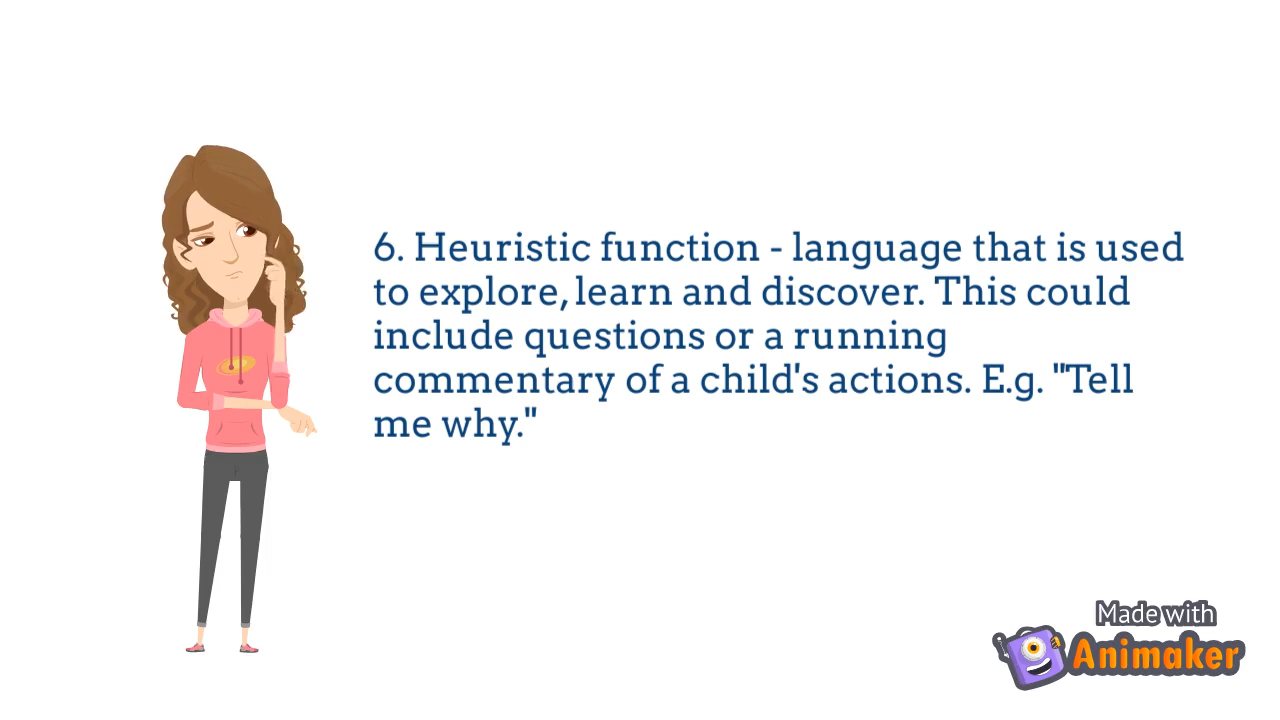 6. Heuristic function - language that is used
to explore, learn and discover. This could
include questions or a running
commentary of a child's actions. E.g. "Tell
me why."
Made with
Animaker